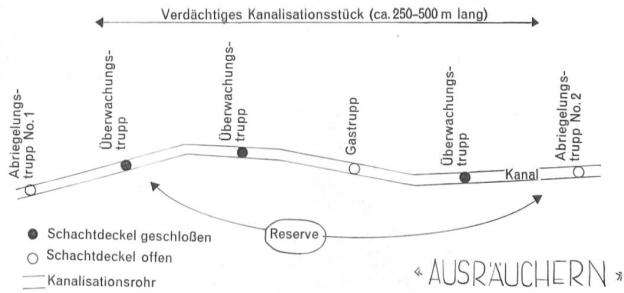 Verdächtiges Kanalisationsstück (ca. 250–500 m lang)
Abriegelungs-
trupp No. 1
Überwachungs-
trupp
Überwachungs-
trupp
Gastrupp
Überwachungs-
trupp
Abriegelungs-
trupp No. 2
Kanal
Reserve
Schachtdeckel geschloßen
Schachtdeckel offen
Kanalisationsrohr
« AUSRÄUCHERN »